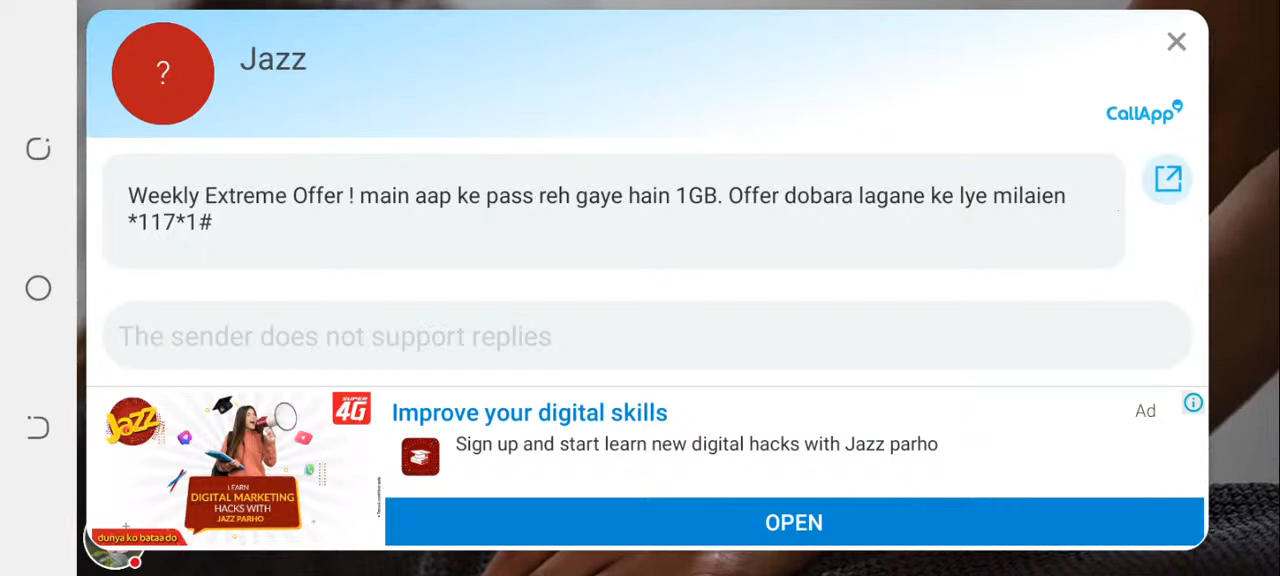 ?
Jazz
CallApp
Weekly Extreme Offer ! main aap ke pass reh gaye hain 1GB. Offer dobara lagane ke lye milaien
*117*1#
The sender does not support replies
Jazz
SUPER
4G
LEARN
DIGITAL MARKETING
HACKS WITH
JAZZ PARHO
dunya ko bataa do
Improve your digital skills
Ad
Sign up and start learn new digital hacks with Jazz parho
OPEN